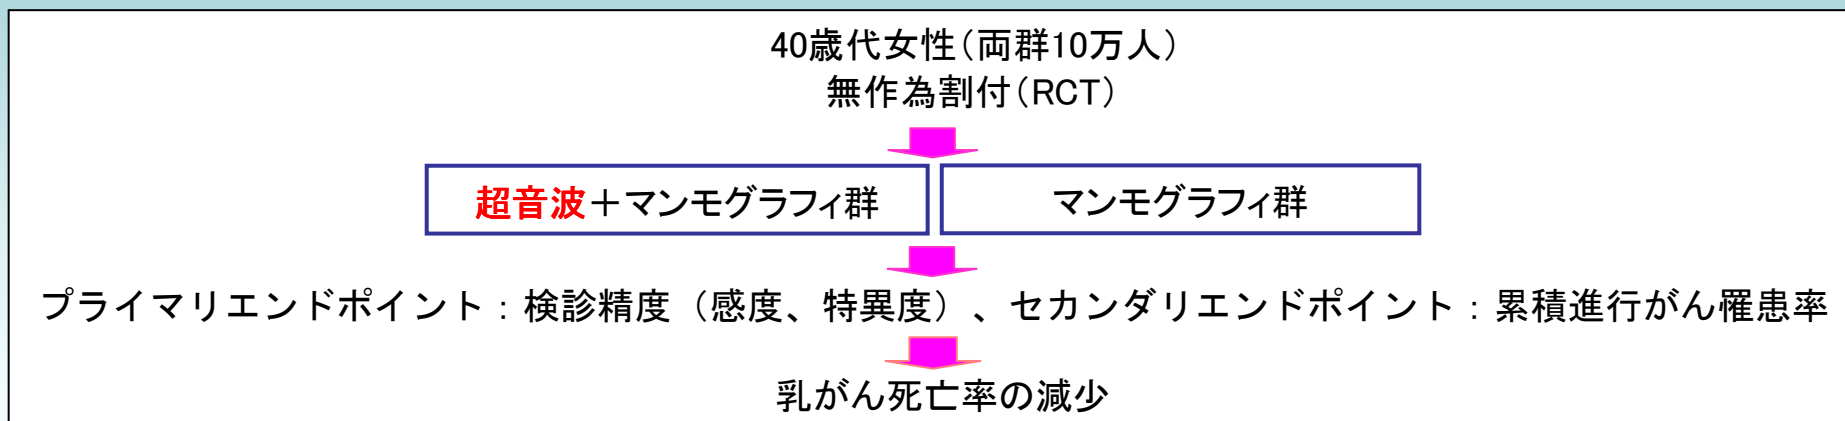 40歳代女性（両群10万人）
無作為割付（RCT）
超音波＋マンモグラフィ群
マンモグラフィ群
プライマリエンドポイント：検診精度（感度、特異度）、セカンダリエンドポイント：累積進行がん罹患率
乳がん死亡率の減少